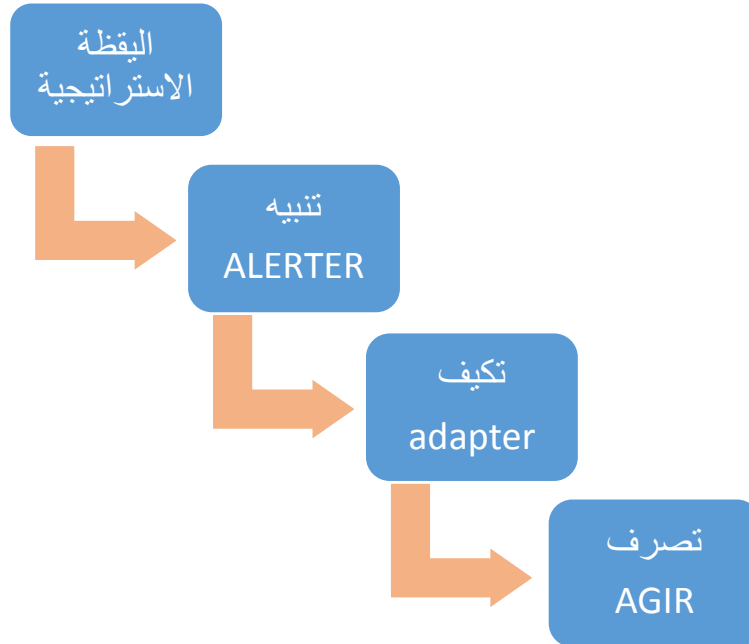 اليقظة
الاستراتيجية
تنبيه
ALERTER
تكيف
adapter
تصرف
AGIR